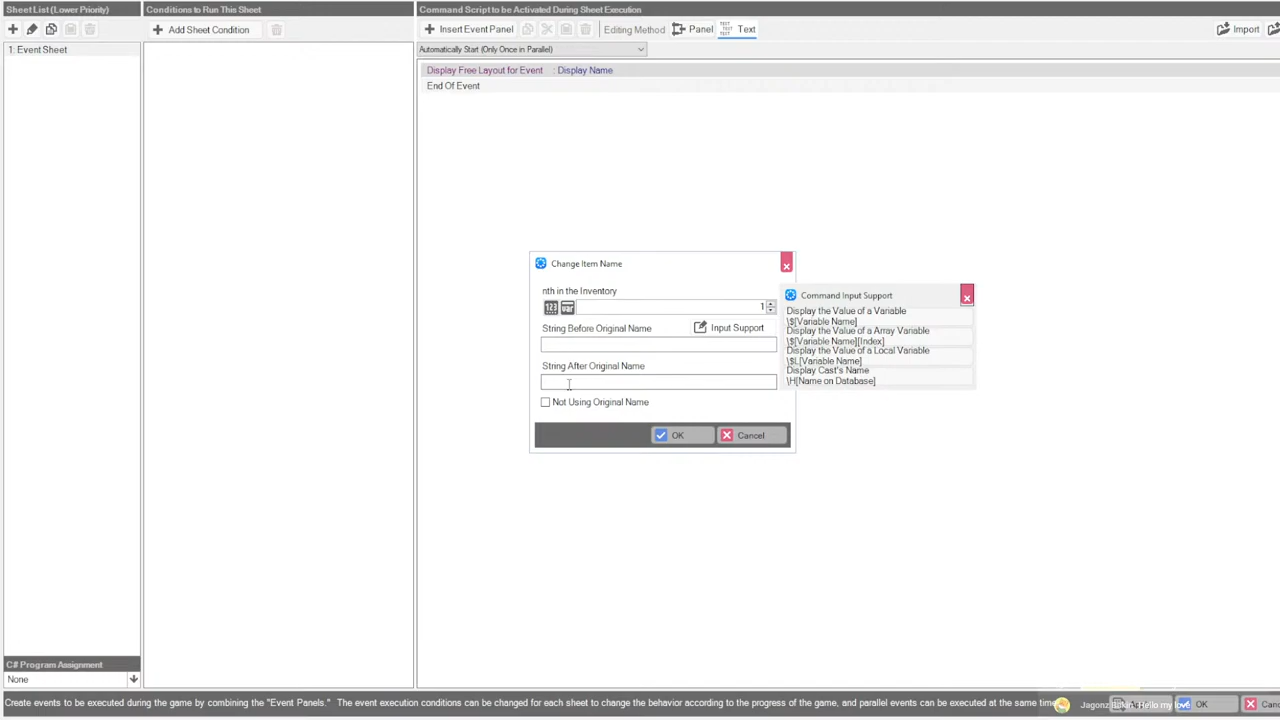 Sheet List (Lower Priority)
1: Event Sheet
C# Program Assignment
None
Conditions to Run This Sheet
Add Sheet Condition
Command Script to be Activated During Sheet Execution
Insert Event Panel
Editing Method
Panel
Text
Import
Automatically Start (Only Once in Parallel)
Display Free Layout for Event : Display Name
End Of Event
Change Item Name
nth in the Inventory
123
var
1
String Before Original Name
Input Support
String After Original Name
Not Using Original Name
OK
Cancel
Command Input Support
Display the Value of a Variable
\$[Variable Name]
Display the Value of a Array Variable
\$[Variable Name][Index]
Display the Value of a Local Variable
\$L[Variable Name]
Display Cast's Name
\H[Name on Database]
Create events to be executed during the game by combining the "Event Panels." The event execution conditions can be changed for each sheet to change the behavior according to the progress of the game, and parallel events can be executed at the same time
Hello my love
OK